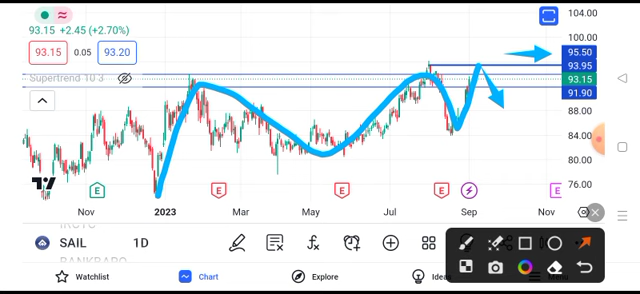 93.15 +2.45 (+2.70%)
93.15 0.05 93.20
Supertrend 10 3
104.00
100.00
95.50
93.95
93.15
91.90
88.00
84.00
80.00
76.00
E E E E E
Nov 2023 Mar May Jul Sep Nov
SAIL 1D
Watchlist Chart Explore Ideas Menu